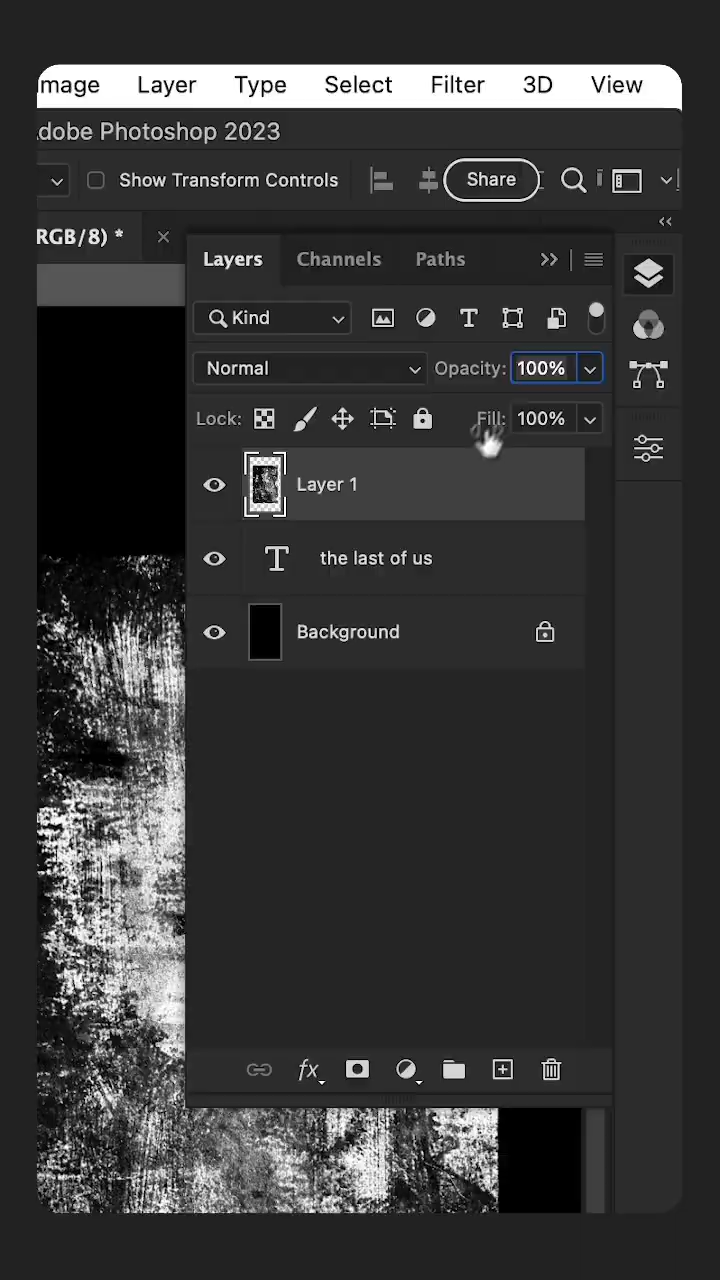 mage Layer Type Select Filter 3D View
dobe Photoshop 2023
Show Transform Controls Share
RGB/8) *
Layers Channels Paths
Kind
Normal Opacity: 100%
Lock: Fill: 100%
Layer 1
T the last of us
Background
fx